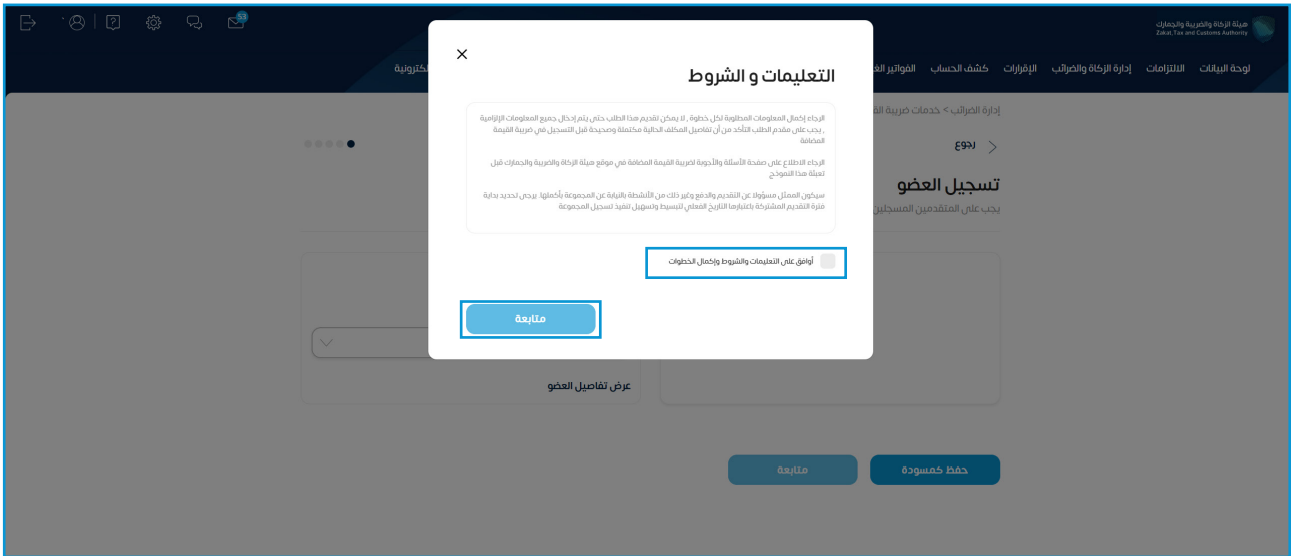 هيئة الزكاة والضريبة والجمارك
Zakat, Tax and Customs Authority
53
لوحة البيانات
الالتزامات
إدارة الزكاة والضرائب
الإقرارات
كشف الحساب
الفواتير
إدارة الضرائب > خدمات ضريبة
رجوع
تسجيل العضو
يجب على المتقدمين المسجلين
التعليمات و الشروط
الرجاء إكمال المعلومات المطلوبة لكل خطوة , لا يمكن تقديم هذا الطلب حتى يتم إدخال جميع المعلومات الإلزامية
, يجب على مقدم الطلب التأكد من أن تفاصيل المكلف الحالية مكتملة وصحيحة قبل التسجيل في ضريبة القيمة
المضافة
الرجاء الاطلاع على صفحة الأسئلة والأجوبة لضريبة القيمة المضافة في موقع هيئة الزكاة والضريبة والجمارك قبل
تعبئة هذا النموذج
سيكون الممثل مسؤولا عن التقديم والدفع وغير ذلك من الأنشطة بالنيابة عن المجموعة بأكملها. يرجى تحديد بداية
فترة التقديم المشتركة باعتبارها التاريخ الفعلي لتبسيط وتسهيل تنفيذ تسجيل المجموعة
أوافق على التعليمات والشروط وإكمال الخطوات
متابعة
عرض تفاصيل العضو
حفظ كمسودة
متابعة